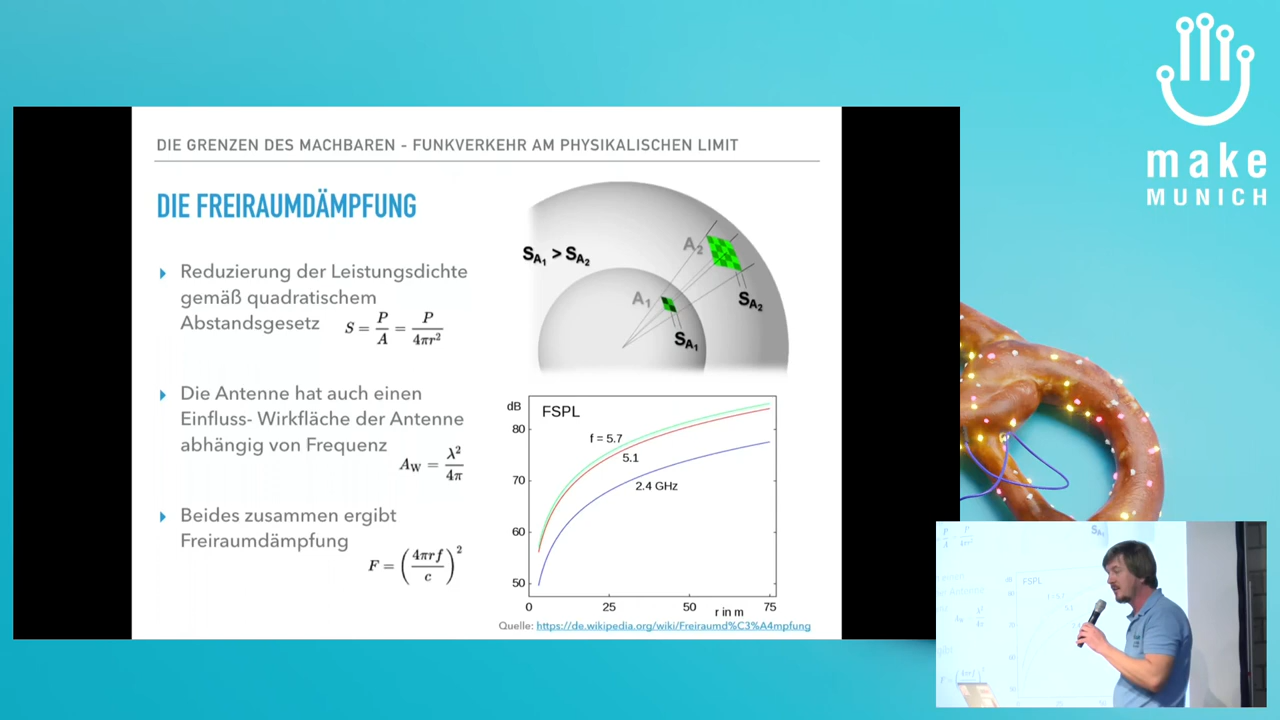 make
MUNICH
DIE GRENZEN DES MACHBAREN - FUNKVERKEHR AM PHYSIKALISCHEN LIMIT
DIE FREIRAUMDÄMPFUNG
Reduzierung der Leistungsdichte
gemäß quadratischem
Abstandsgesetz S = P/A = P/4πr²
Die Antenne hat auch einen
Einfluss- Wirkfläche der Antenne
abhängig von Frequenz
A_W = λ²/4π
Beides zusammen ergibt
Freiraumdämpfung
F = (4πrf/c)²
S_A₁ > S_A₂
A₂
A₁
S_A₂
S_A₁
dB
FSPL
80
f = 5.7
5.1
70
2.4 GHz
60
50
0 25 50 75
r in m
Quelle: https://de.wikipedia.org/wiki/Freiraumd%C3%A4mpfung
FSPL